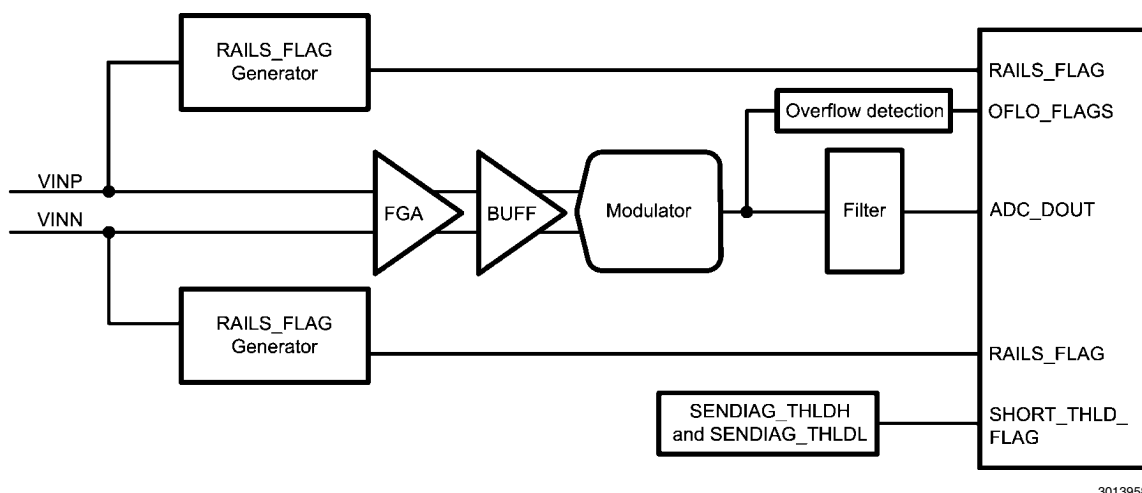 RAILS_FLAG
Generator
RAILS_FLAG
Overflow detection
OFLO_FLAGS
VINP
VINN
FGA
BUFF
Modulator
Filter
ADC_DOUT
RAILS_FLAG
Generator
RAILS_FLAG
SENDIAG_THLDH
and SENDIAG_THLDL
SHORT_THLD_
FLAG